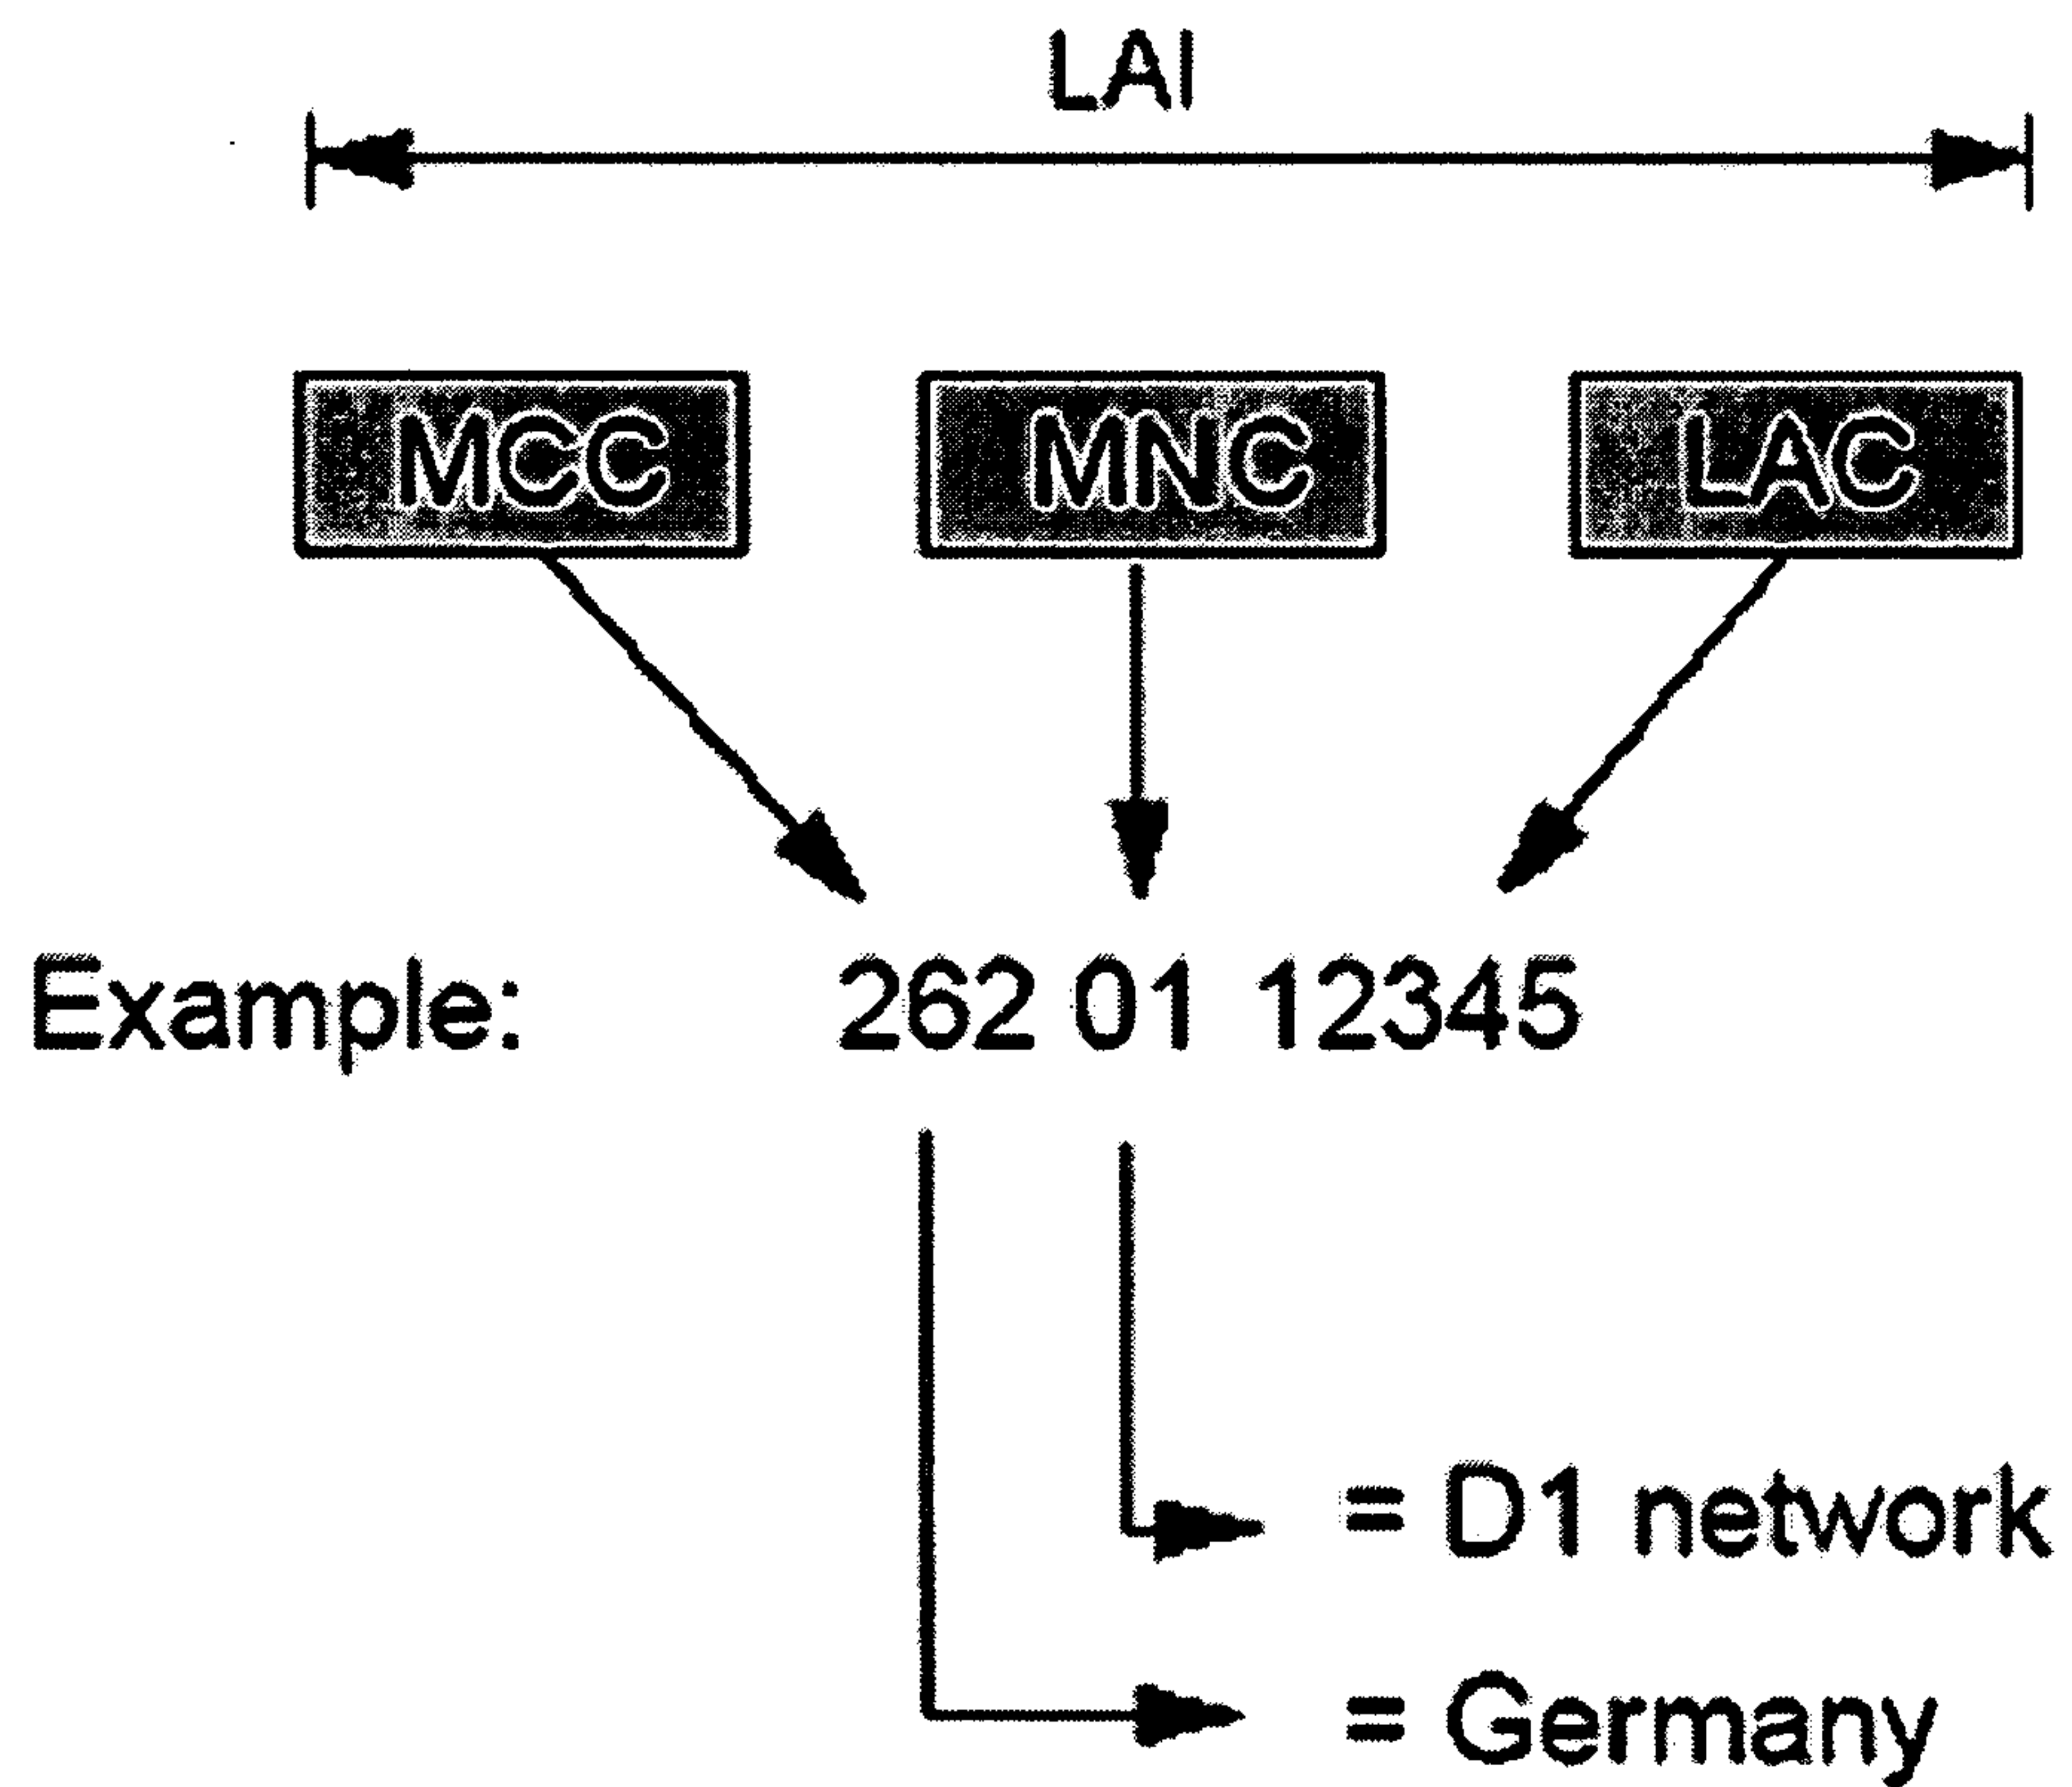 LAI
MCC MNC LAC
Example: 262 01 12345
= D1 network
= Germany